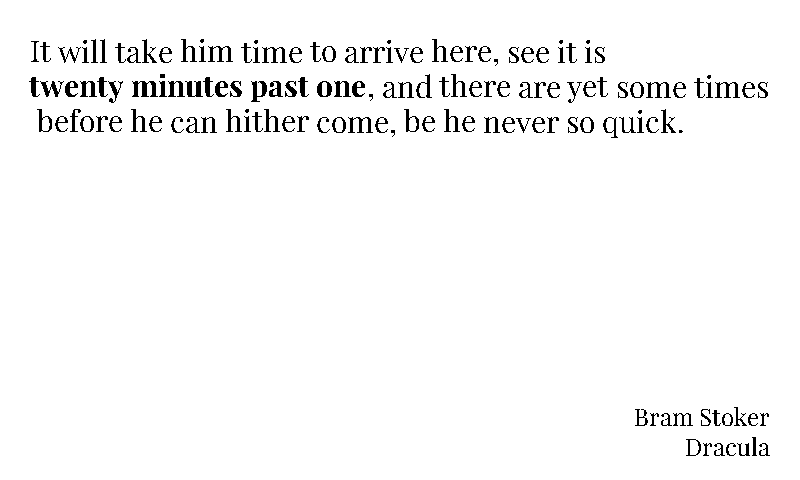 It will take him time to arrive here, see it is
twenty minutes past one, and there are yet some times
before he can hither come, be he never so quick.
Bram Stoker
Dracula